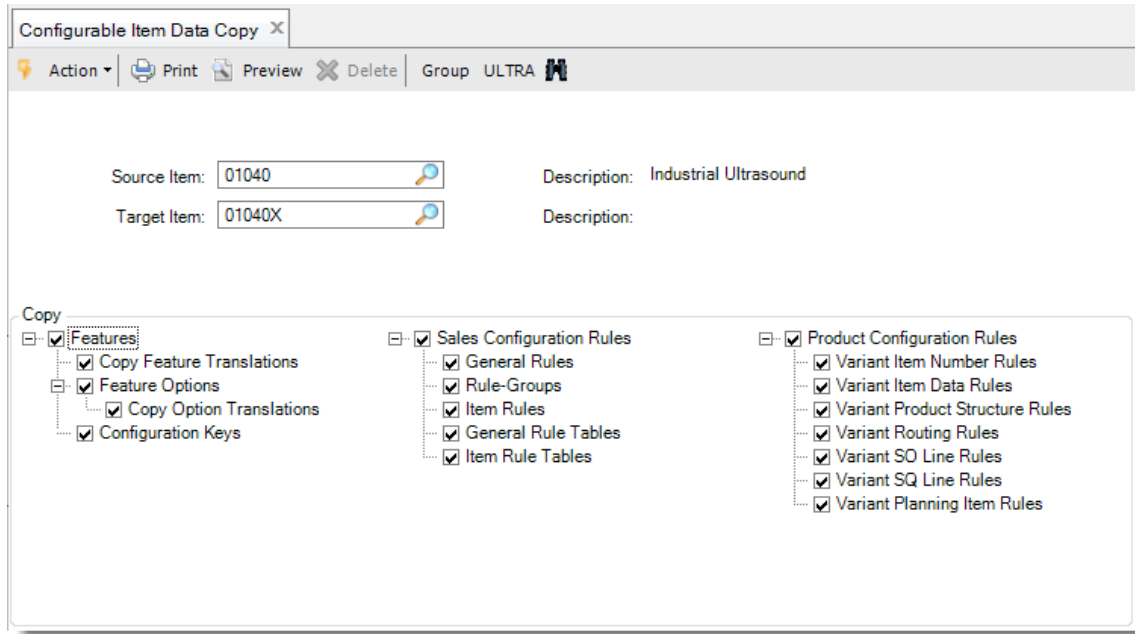 Configurable Item Data Copy
Action Print Preview Delete Group ULTRA
Source Item: 01040 Description: Industrial Ultrasound
Target Item: 01040X Description:
Copy
Features
Copy Feature Translations
Feature Options
Copy Option Translations
Configuration Keys
Sales Configuration Rules
General Rules
Rule-Groups
Item Rules
General Rule Tables
Item Rule Tables
Product Configuration Rules
Variant Item Number Rules
Variant Item Data Rules
Variant Product Structure Rules
Variant Routing Rules
Variant SO Line Rules
Variant SQ Line Rules
Variant Planning Item Rules